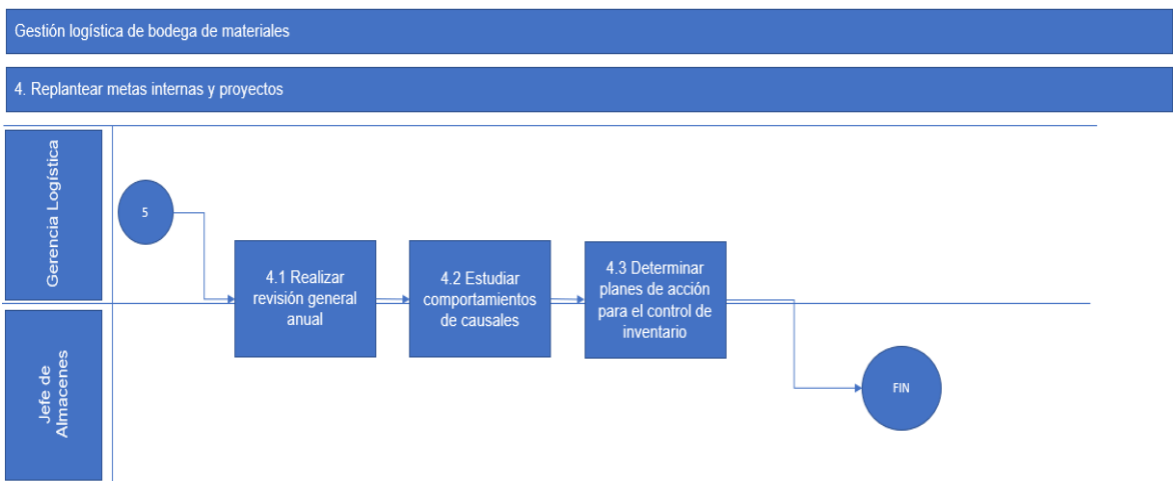 Gestión logística de bodega de materiales
4. Replantear metas internas y proyectos
Gerencia Logística
5
4.1 Realizar
revisión general
anual
4.2 Estudiar
comportamientos
de causales
4.3 Determinar
planes de acción
para el control de
inventario
Jefe de
Almacenes
FIN